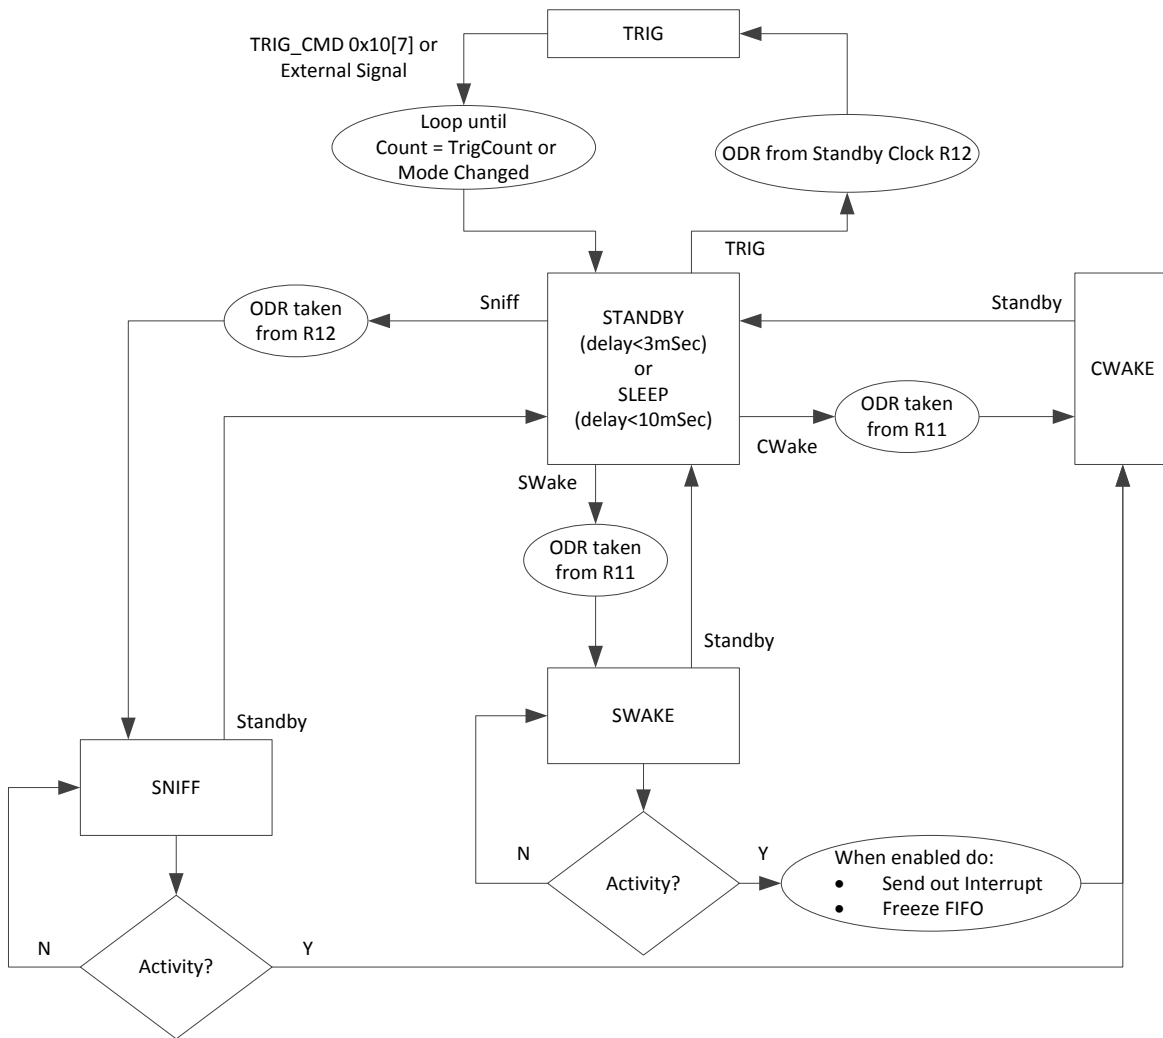 TRIG
TRIG_CMD 0x10[7] or
External Signal
Loop until
Count = TrigCount or
Mode Changed
ODR from Standby Clock R12
TRIG
Sniff
ODR taken
from R12
STANDBY
(delay<3mSec)
or
SLEEP
(delay<10mSec)
Standby
CWAKE
ODR taken
from R11
CWake
SWake
ODR taken
from R11
Standby
SWAKE
Standby
SNIFF
N
Activity?
Y
When enabled do:
• Send out Interrupt
• Freeze FIFO
N
Activity?
Y